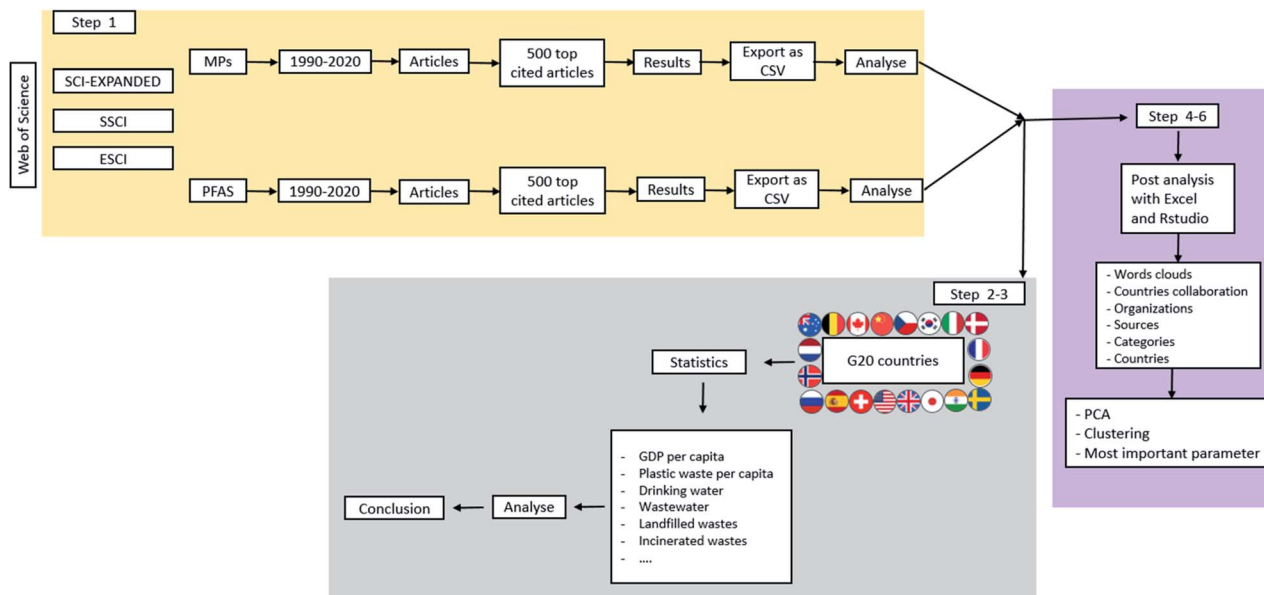 Step 1
Web of Science
SCI-EXPANDED
SSCI
ESCI
MPs
1990-2020
Articles
500 top
cited articles
Results
Export as
CSV
Analyse
PFAS
1990-2020
Articles
500 top
cited articles
Results
Export as
CSV
Analyse
Step 2-3
G20 countries
Statistics
- GDP per capita
- Plastic waste per capita
- Drinking water
- Wastewater
- Landfilled wastes
- Incinerated wastes
- ....
Analyse
Conclusion
Step 4-6
Post analysis
with Excel
and Rstudio
- Words clouds
- Countries collaboration
- Organizations
- Sources
- Categories
- Countries
- PCA
- Clustering
- Most important parameter